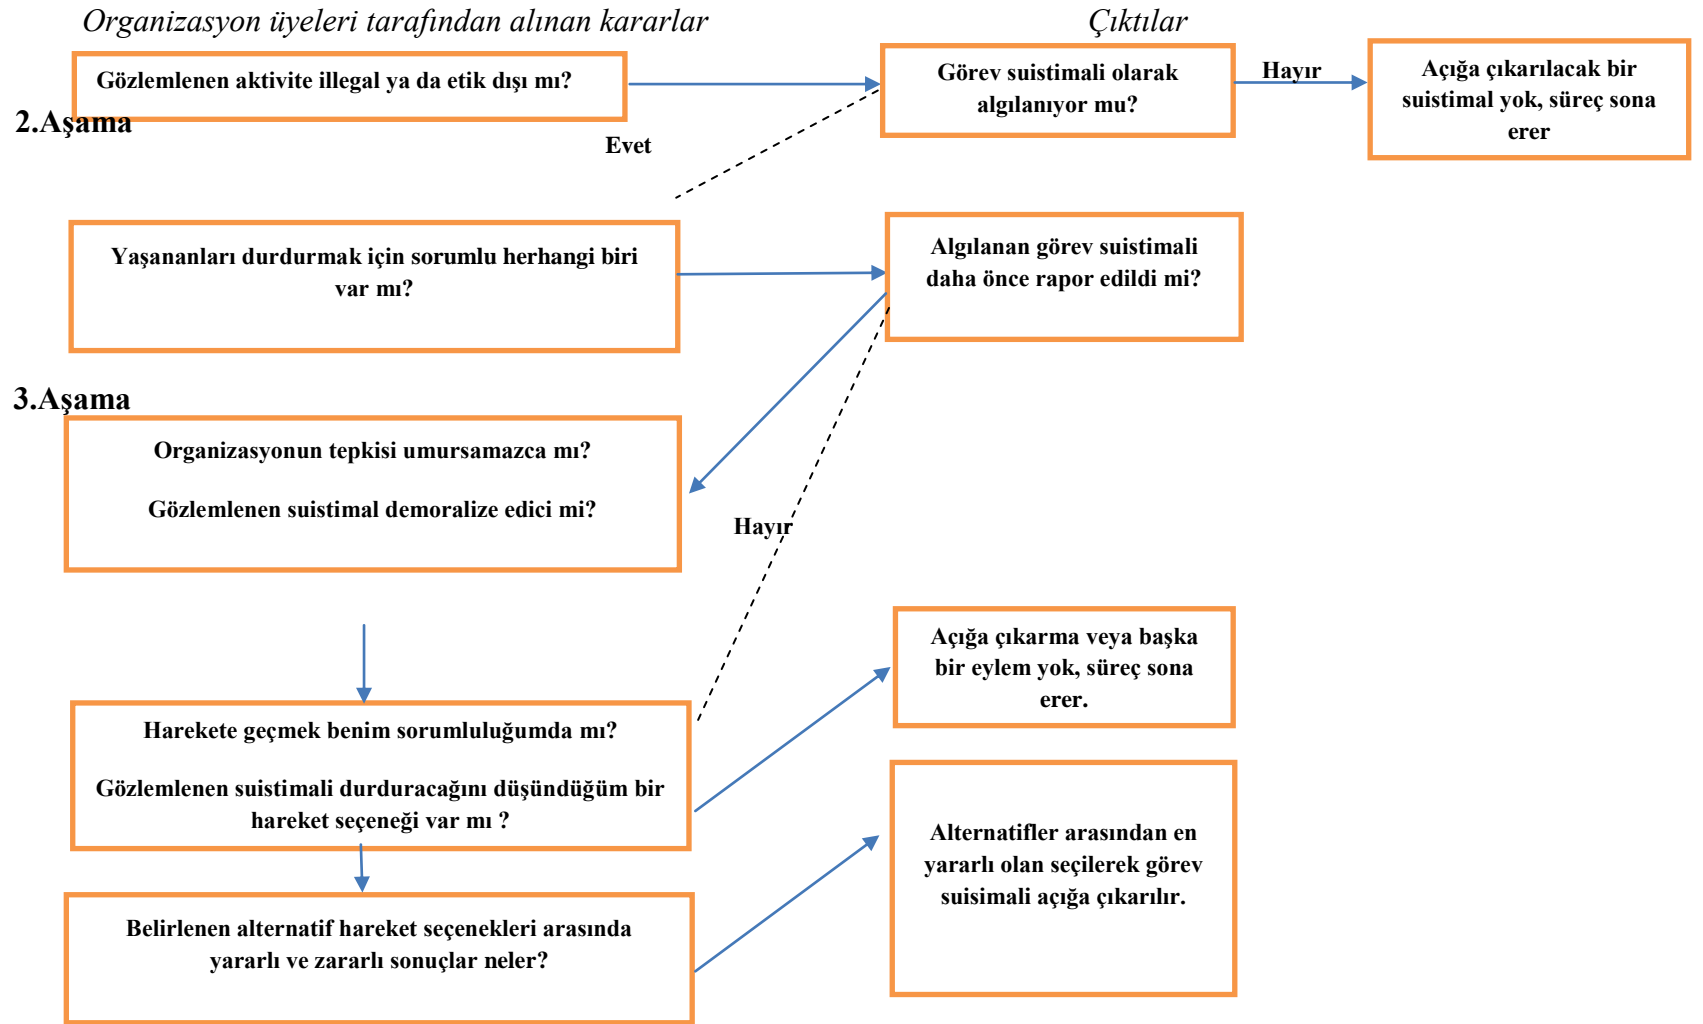 Organizasyon üyeleri tarafından alınan kararlar
Çıktılar
Gözlemlenen aktivite illegal ya da etik dışı mı?
Görev suistimali olarak
algılanıyor mu?
Hayır
Açığa çıkarılacak bir
suistimal yok, süreç sona
erer
2.Aşama
Evet
Yaşananları durdurmak için sorumlu herhangi biri
var mı?
Algılanan görev suistimali
daha önce rapor edildi mi?
3.Aşama
Organizasyonun tepkisi umursamazca mı?
Gözlemlenen suistimal demoralize edici mi?
Hayır
Açığa çıkarma veya başka
bir eylem yok, süreç sona
erer.
Harekete geçmek benim sorumluluğumda mı?
Gözlemlenen suistimali durduracağını düşündüğüm bir
hareket seçeneği var mı ?
Alternatifler arasından en
yararlı olan seçilerek görev
suisimali açığa çıkarılır.
Belirlenen alternatif hareket seçenekleri arasında
yararlı ve zararlı sonuçlar neler?